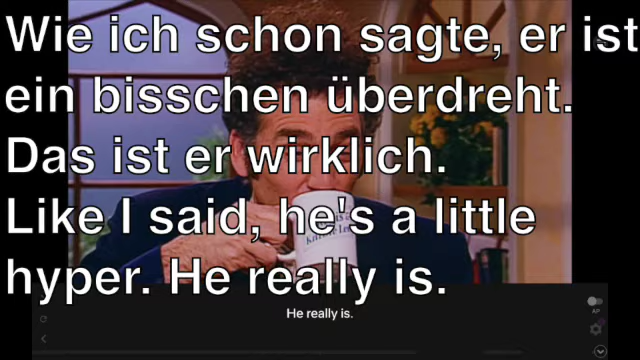 Wie ich schon sagte, er ist
ein bisschen überdreht.
Das ist er wirklich.
Like I said, he's a little
hyper. He really is.
He really is.
AP